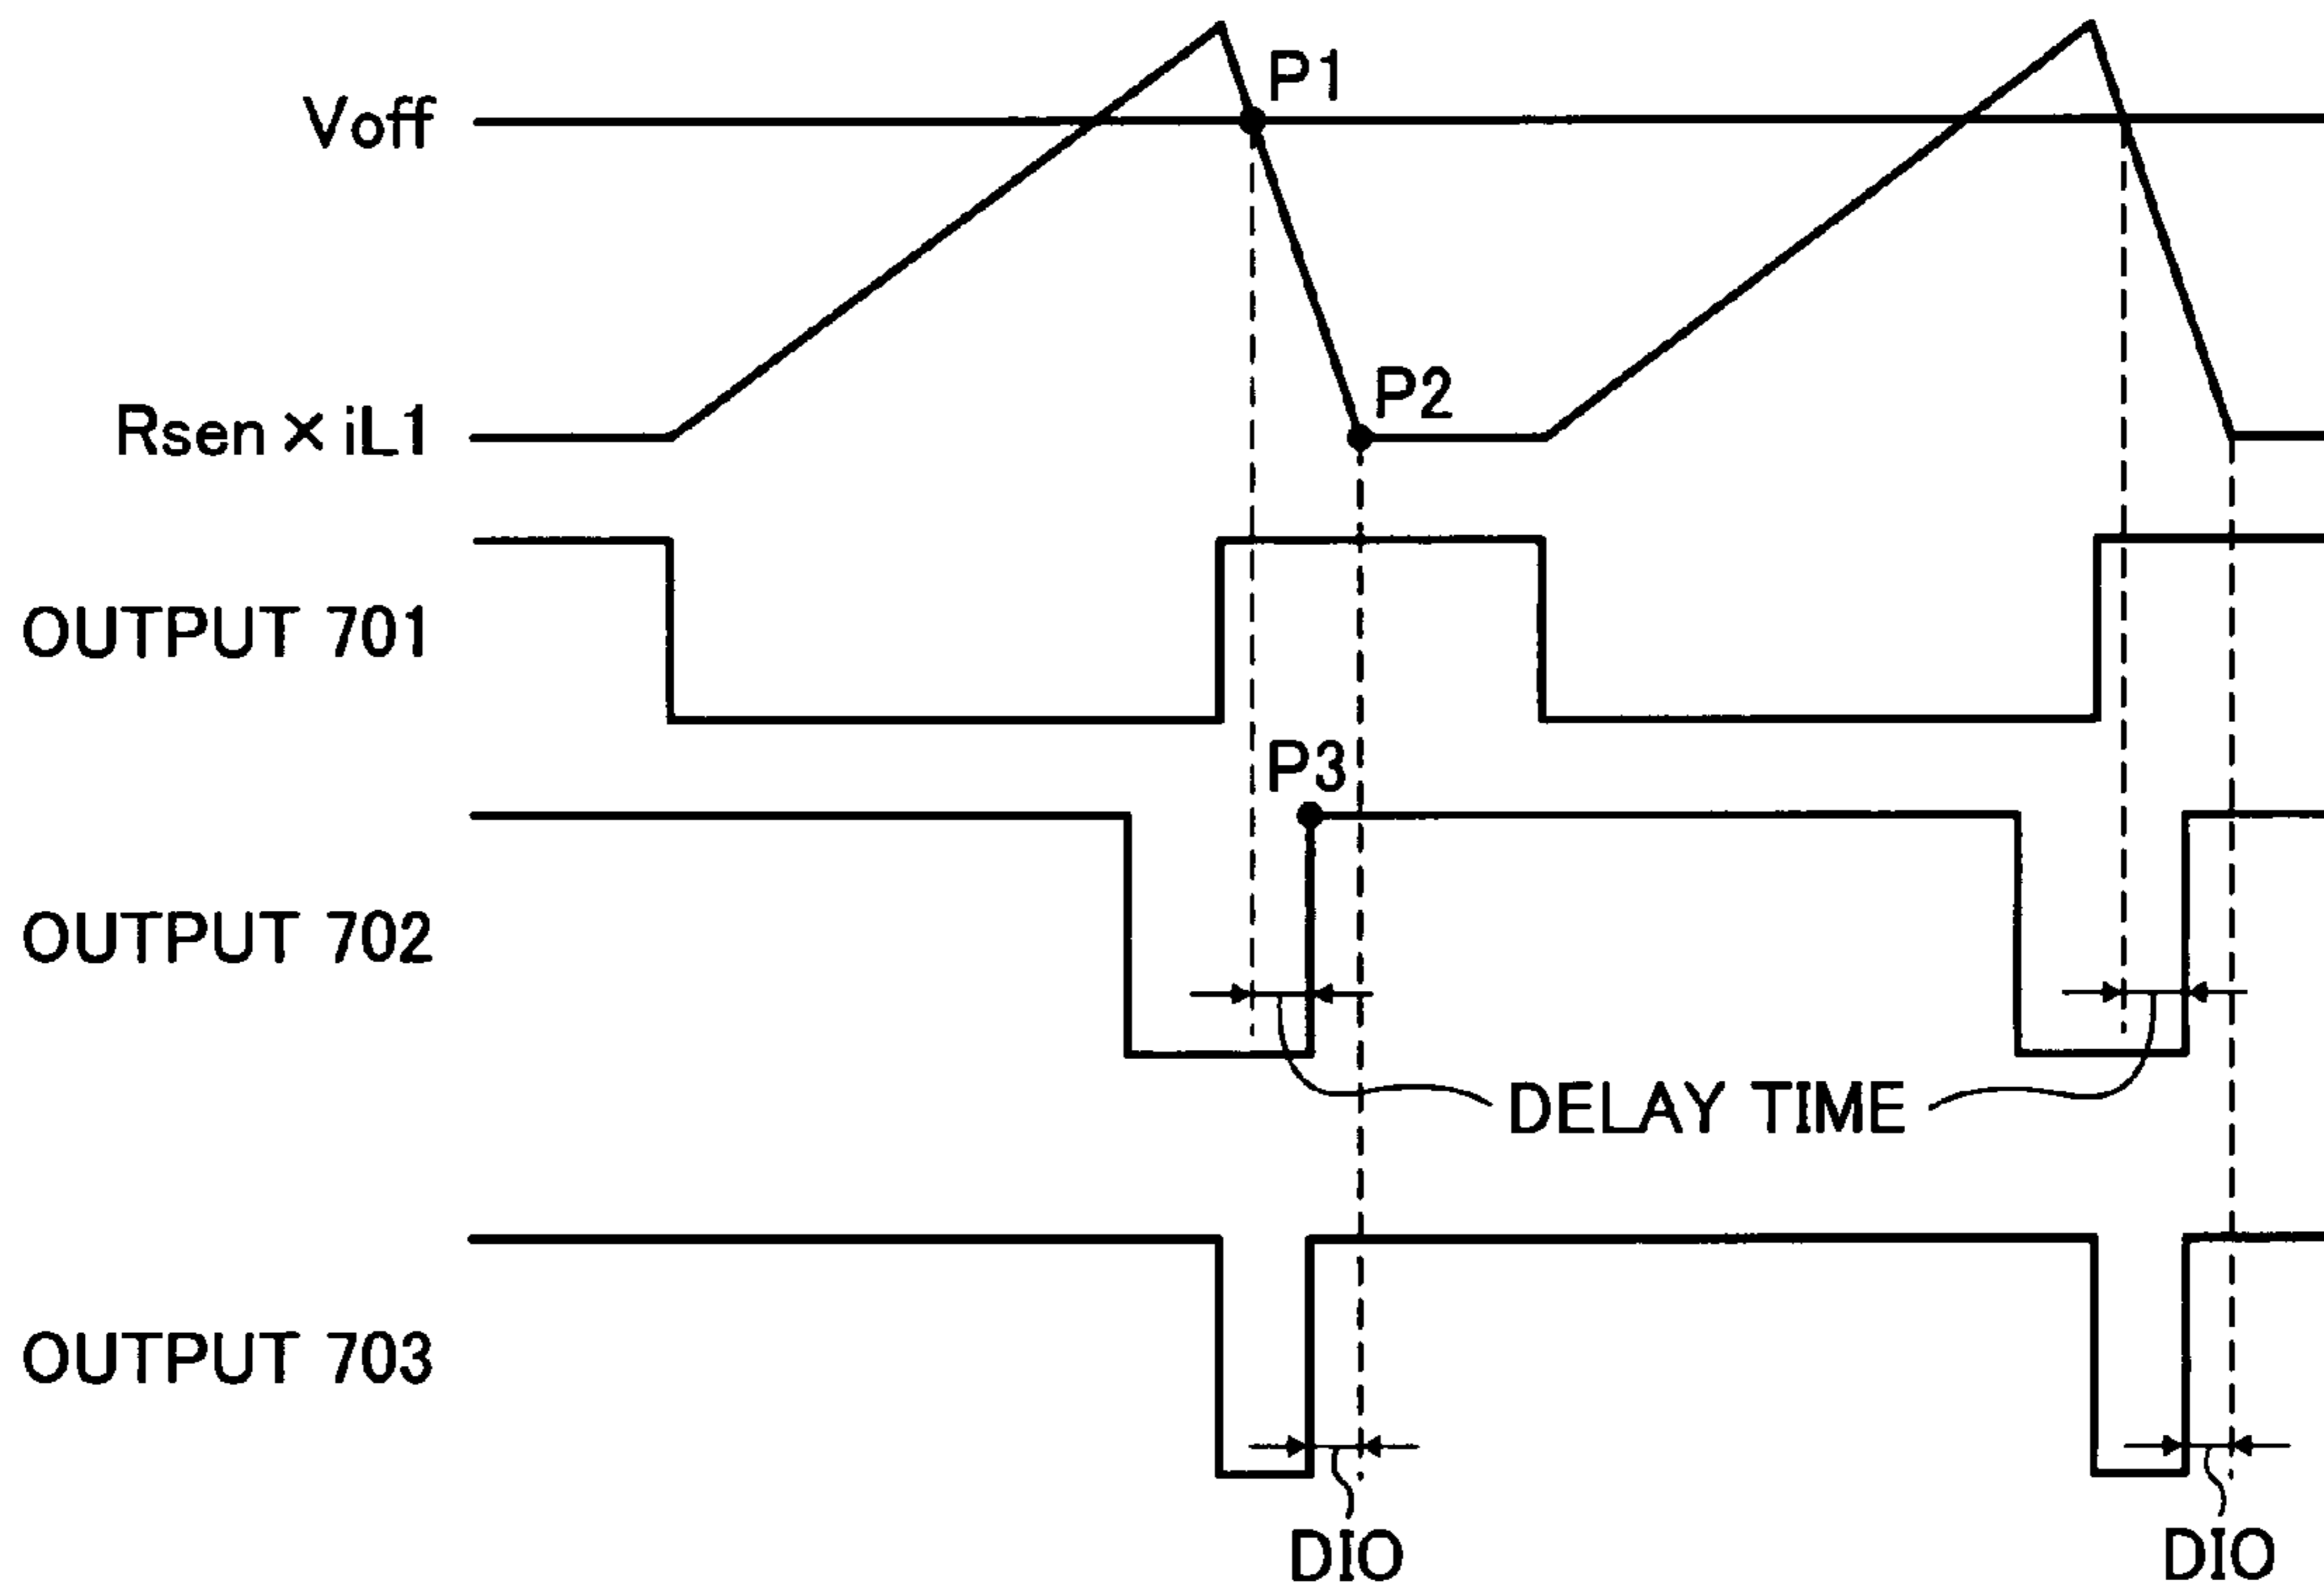 P1
Voff
P2
Rsen×iL1
OUTPUT 701
P3
OUTPUT 702
DELAY TIME
OUTPUT 703
DIO DIO